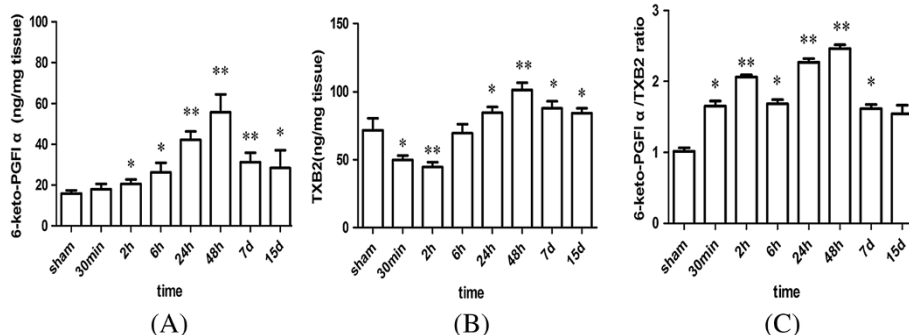 6-keto-PGFI α (ng/mg tissue)
100
80
60
40
20
0
*
*
**
**
**
*
sham
30min
2h
6h
24h
48h
7d
15d
time
(A)
TXB2(ng/mg tissue)
150
100
50
0
*
**
*
**
*
*
sham
30min
2h
6h
24h
48h
7d
15d
time
(B)
6-keto-PGFI α /TXB2 ratio
3
2
1
0
*
**
*
**
**
*
sham
30min
2h
6h
24h
48h
7d
15d
time
(C)